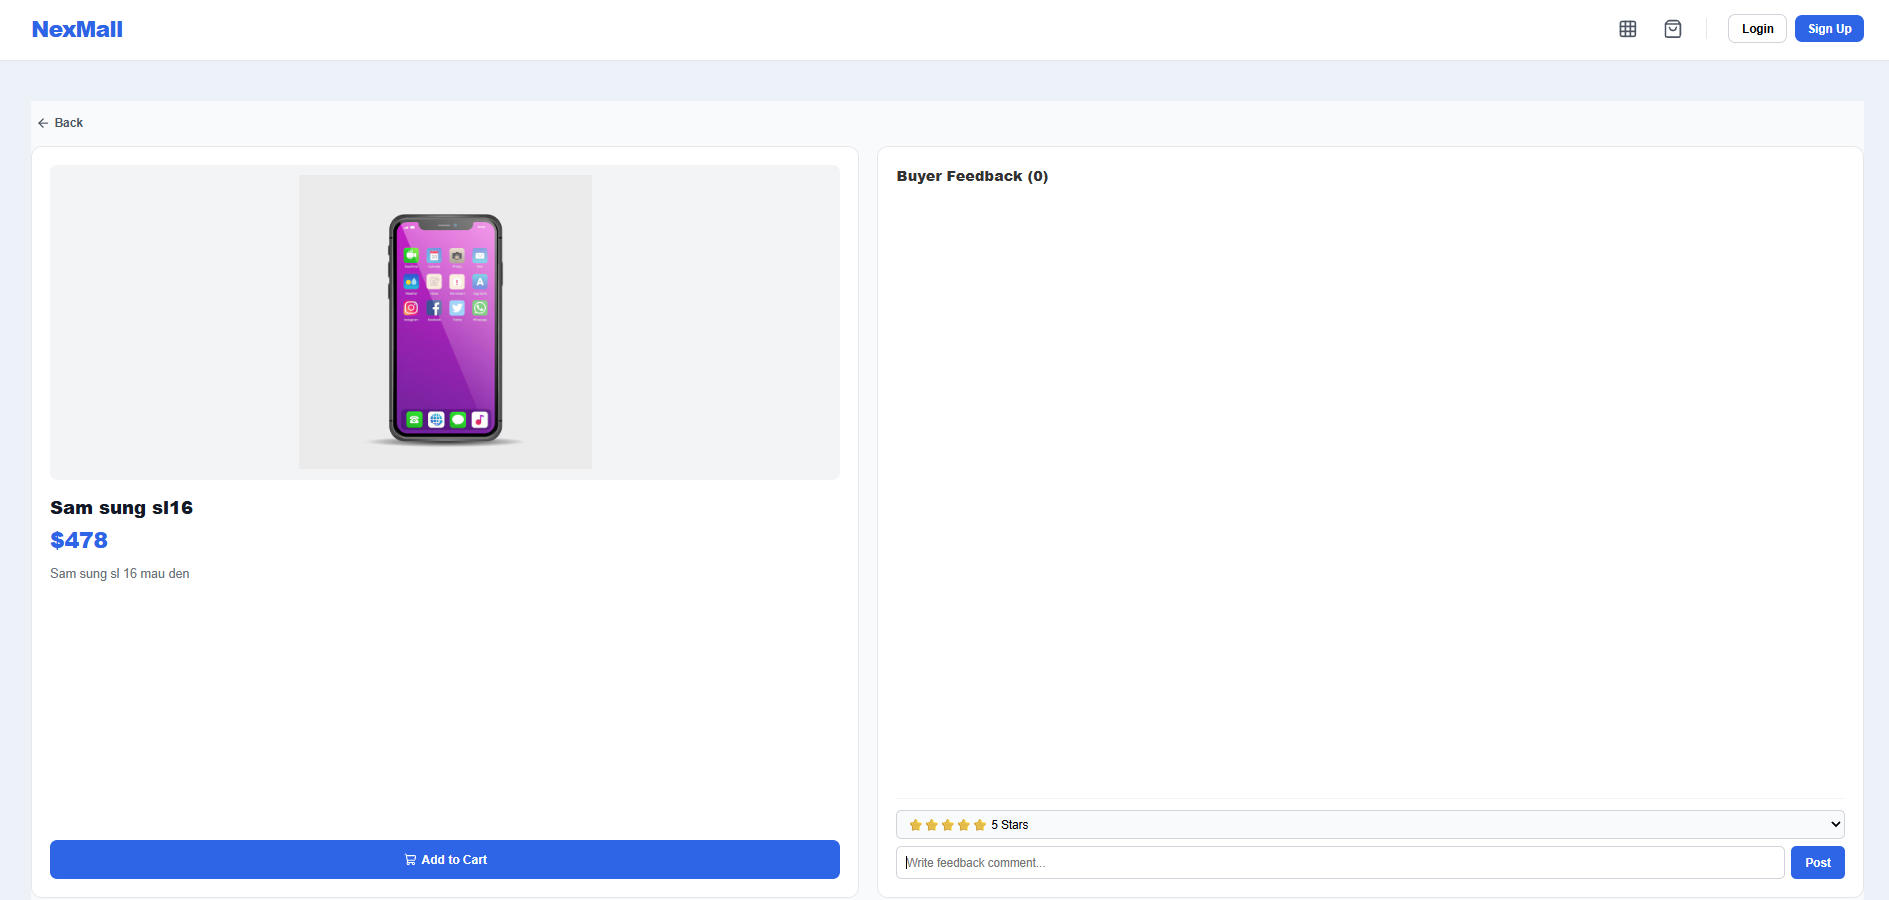 NexMall
Login
Sign Up
Back
Sam sung sl16
$478
Sam sung sl 16 mau den
Add to Cart
Buyer Feedback (0)
5 Stars
Write feedback comment...
Post